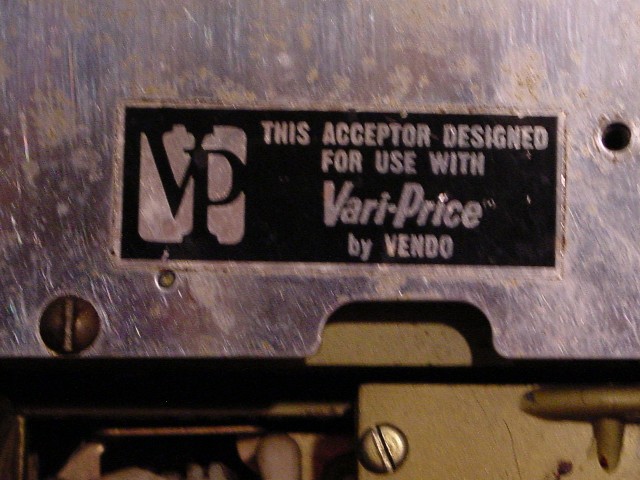 VP
THIS ACCEPTOR DESIGNED
FOR USE WITH
Vari-Price
by VENDO